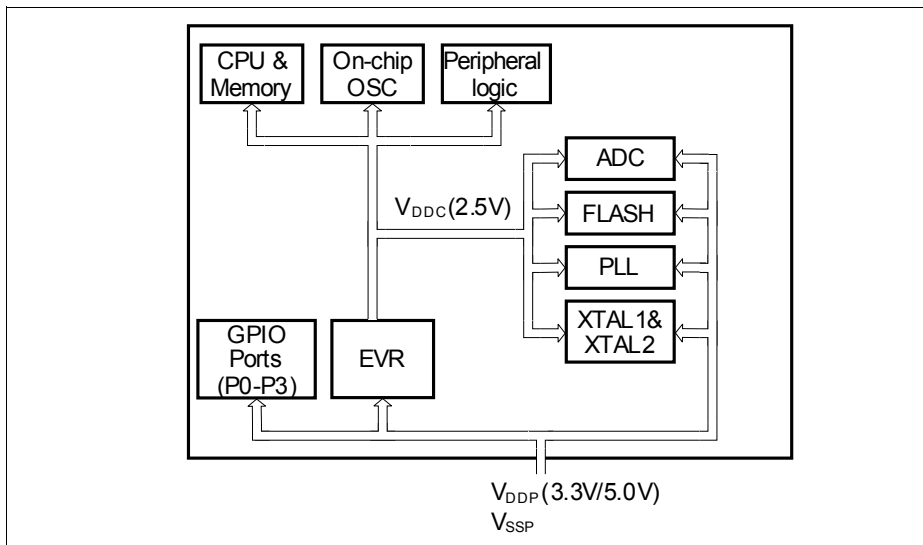 CPU &
Memory
On-chip
OSC
Peripheral
logic
ADC
FLASH
PLL
XTAL1&
XTAL2
VDDC(2.5V)
GPIO
Ports
(P0-P3)
EVR
VDDP(3.3V/5.0V)
VSSP